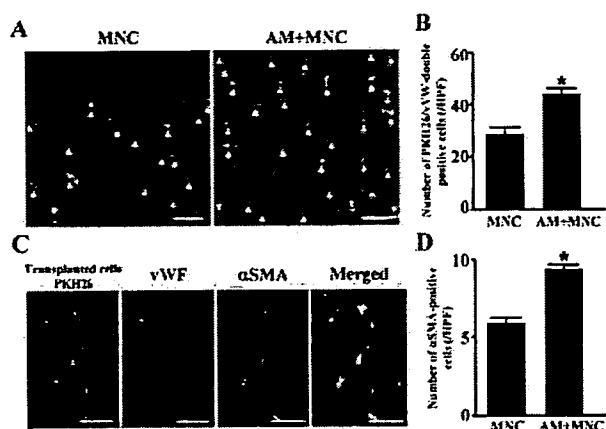 A
MNC
AM+MNC
B
Number of PKH26/vWF-double
positive cells (/HPF)
60
40
20
0
*
MNC
AM+MNC
C
Transplanted cells
PKH26
vWF
αSMA
Merged
D
Number of αSMA-positive
cells (/HPF)
10
5
0
*
MNC
AM+MNC